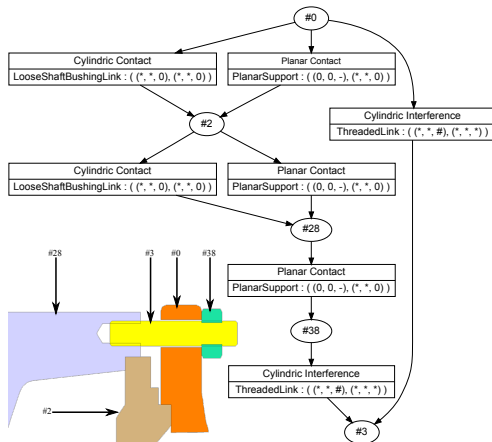 #0
Cylindric Contact
LooseShaftBushingLink : ( (*, *, 0), (*, *, 0) )
Planar Contact
PlanarSupport : ( (0, 0, -), (*, *, 0) )
Cylindric Interference
ThreadedLink : ( (*, *, #), (*, *, *) )
#2
Cylindric Contact
LooseShaftBushingLink : ( (*, *, 0), (*, *, 0) )
Planar Contact
PlanarSupport : ( (0, 0, -), (*, *, 0) )
#28
Planar Contact
PlanarSupport : ( (0, 0, -), (*, *, 0) )
#38
Cylindric Interference
ThreadedLink : ( (*, *, #), (*, *, *) )
#3
#28
#3
#0
#38
#2